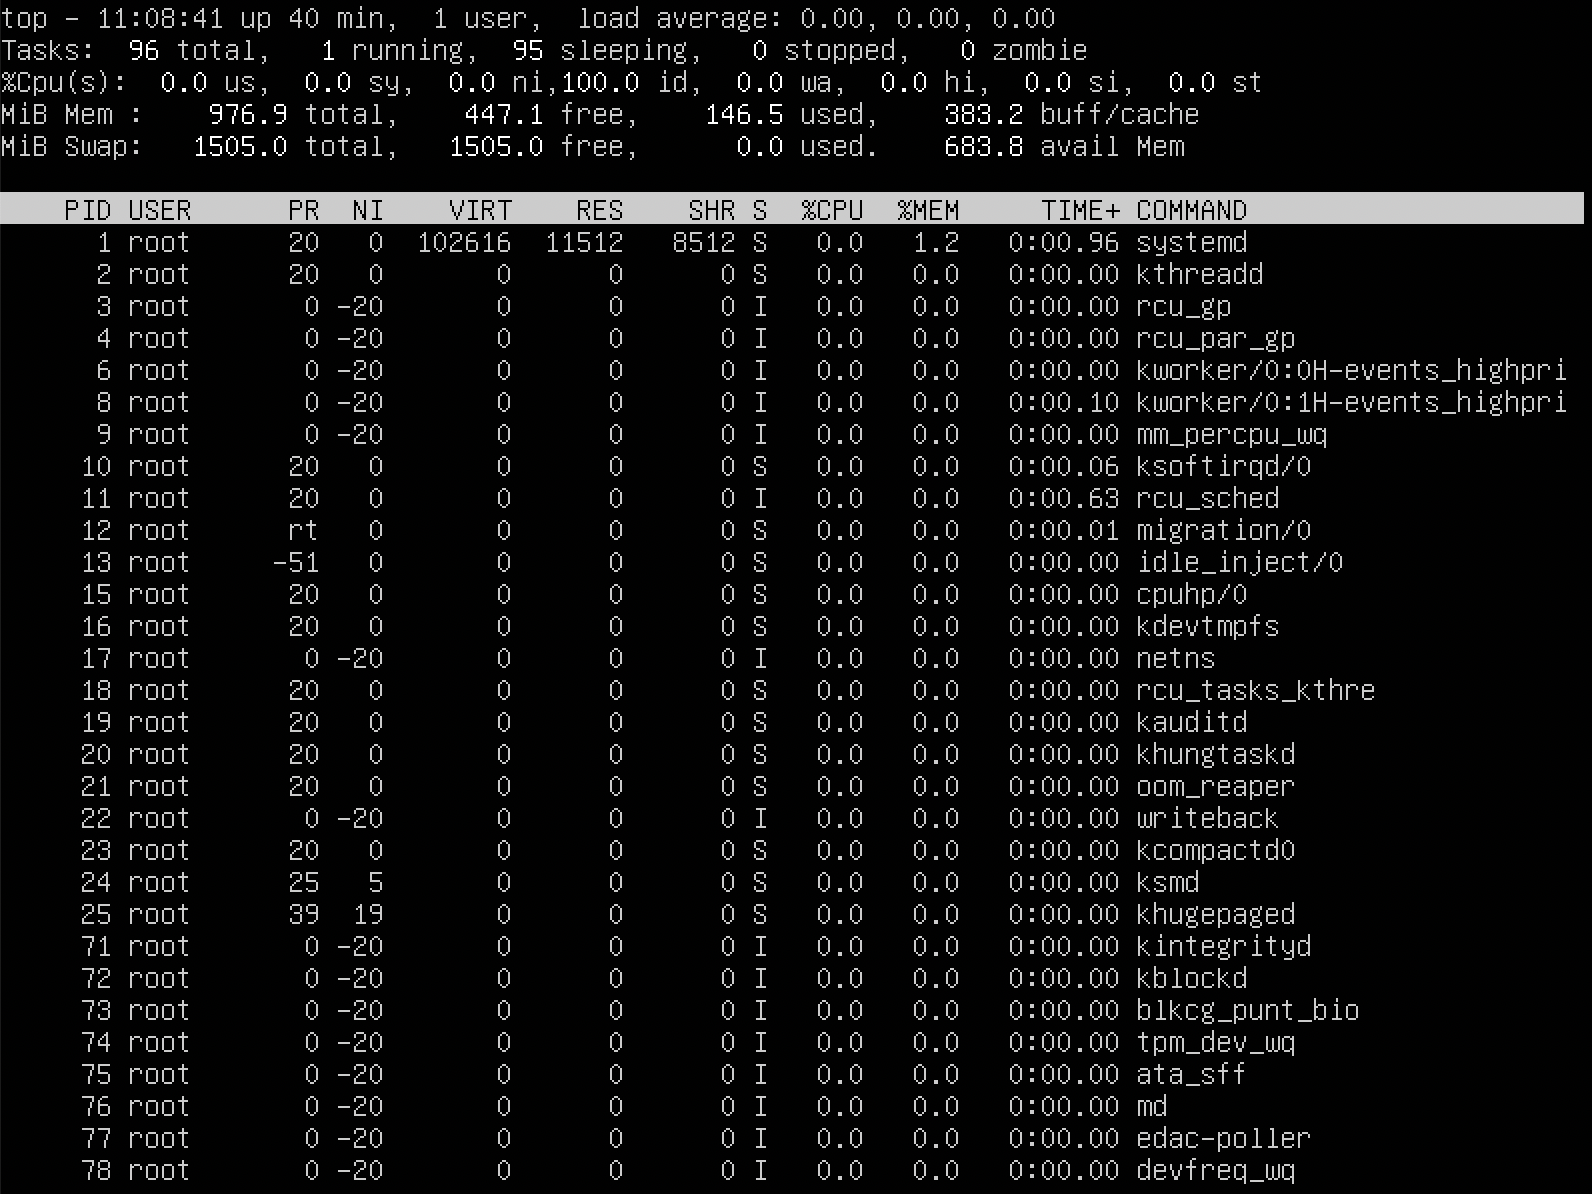 top - 11:08:41 up 40 min,  1 user,  load average: 0.00, 0.00, 0.00
Tasks:  96 total,   1 running,  95 sleeping,   0 stopped,   0 zombie
%Cpu(s):  0.0 us,  0.0 sy,  0.0 ni,100.0 id,  0.0 wa,  0.0 hi,  0.0 si,  0.0 st
MiB Mem :    976.9 total,    447.1 free,    146.5 used,    383.2 buff/cache
MiB Swap:   1505.0 total,   1505.0 free,      0.0 used.    683.8 avail Mem
    PID USER      PR  NI    VIRT    RES    SHR S  %CPU  %MEM     TIME+ COMMAND
      1 root      20   0  102616  11512   8512 S   0.0   1.2   0:00.96 systemd
      2 root      20   0       0      0      0 S   0.0   0.0   0:00.00 kthreadd
      3 root       0 -20       0      0      0 I   0.0   0.0   0:00.00 rcu_gp
      4 root       0 -20       0      0      0 I   0.0   0.0   0:00.00 rcu_par_gp
      6 root       0 -20       0      0      0 I   0.0   0.0   0:00.00 kworker/0:0H-events_highpri
      8 root       0 -20       0      0      0 I   0.0   0.0   0:00.10 kworker/0:1H-events_highpri
      9 root       0 -20       0      0      0 I   0.0   0.0   0:00.00 mm_percpu_wq
     10 root      20   0       0      0      0 S   0.0   0.0   0:00.06 ksoftirqd/0
     11 root      20   0       0      0      0 I   0.0   0.0   0:00.63 rcu_sched
     12 root      rt   0       0      0      0 S   0.0   0.0   0:00.01 migration/0
     13 root     -51   0       0      0      0 S   0.0   0.0   0:00.00 idle_inject/0
     15 root      20   0       0      0      0 S   0.0   0.0   0:00.00 cpuhp/0
     16 root      20   0       0      0      0 S   0.0   0.0   0:00.00 kdevtmpfs
     17 root       0 -20       0      0      0 I   0.0   0.0   0:00.00 netns
     18 root      20   0       0      0      0 S   0.0   0.0   0:00.00 rcu_tasks_kthre
     19 root      20   0       0      0      0 S   0.0   0.0   0:00.00 kauditd
     20 root      20   0       0      0      0 S   0.0   0.0   0:00.00 khungtaskd
     21 root      20   0       0      0      0 S   0.0   0.0   0:00.00 oom_reaper
     22 root       0 -20       0      0      0 I   0.0   0.0   0:00.00 writeback
     23 root      20   0       0      0      0 S   0.0   0.0   0:00.00 kcompactd0
     24 root      25   5       0      0      0 S   0.0   0.0   0:00.00 ksmd
     25 root      39  19       0      0      0 S   0.0   0.0   0:00.00 khugepaged
     71 root       0 -20       0      0      0 I   0.0   0.0   0:00.00 kintegrityd
     72 root       0 -20       0      0      0 I   0.0   0.0   0:00.00 kblockd
     73 root       0 -20       0      0      0 I   0.0   0.0   0:00.00 blkcg_punt_bio
     74 root       0 -20       0      0      0 I   0.0   0.0   0:00.00 tpm_dev_wq
     75 root       0 -20       0      0      0 I   0.0   0.0   0:00.00 ata_sff
     76 root       0 -20       0      0      0 I   0.0   0.0   0:00.00 md
     77 root       0 -20       0      0      0 I   0.0   0.0   0:00.00 edac-poller
     78 root       0 -20       0      0      0 I   0.0   0.0   0:00.00 devfreq_wq